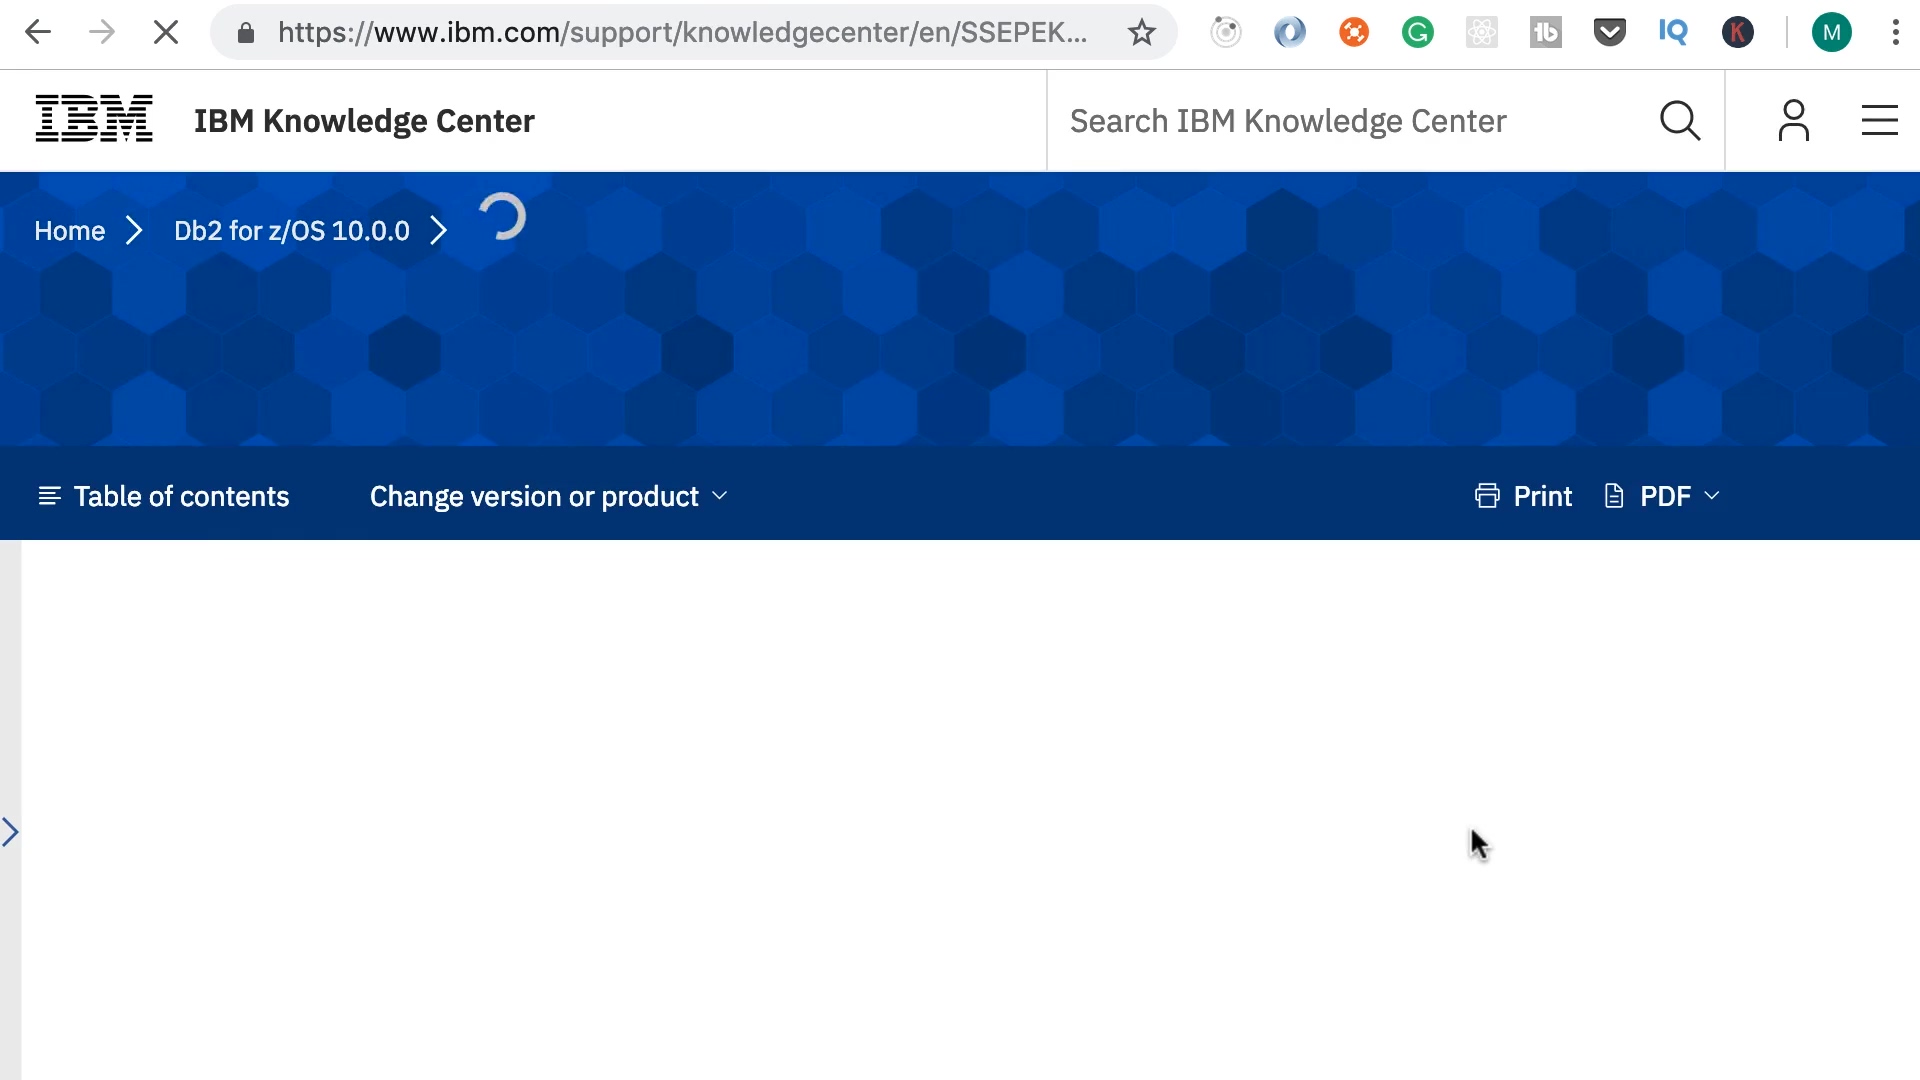 https://www.ibm.com/support/knowledgecenter/en/SSEPEK...
G
tb
IQ
K
M
IBM
IBM Knowledge Center
Search IBM Knowledge Center
Home
Db2 for z/OS 10.0.0
Table of contents
Change version or product
Print
PDF